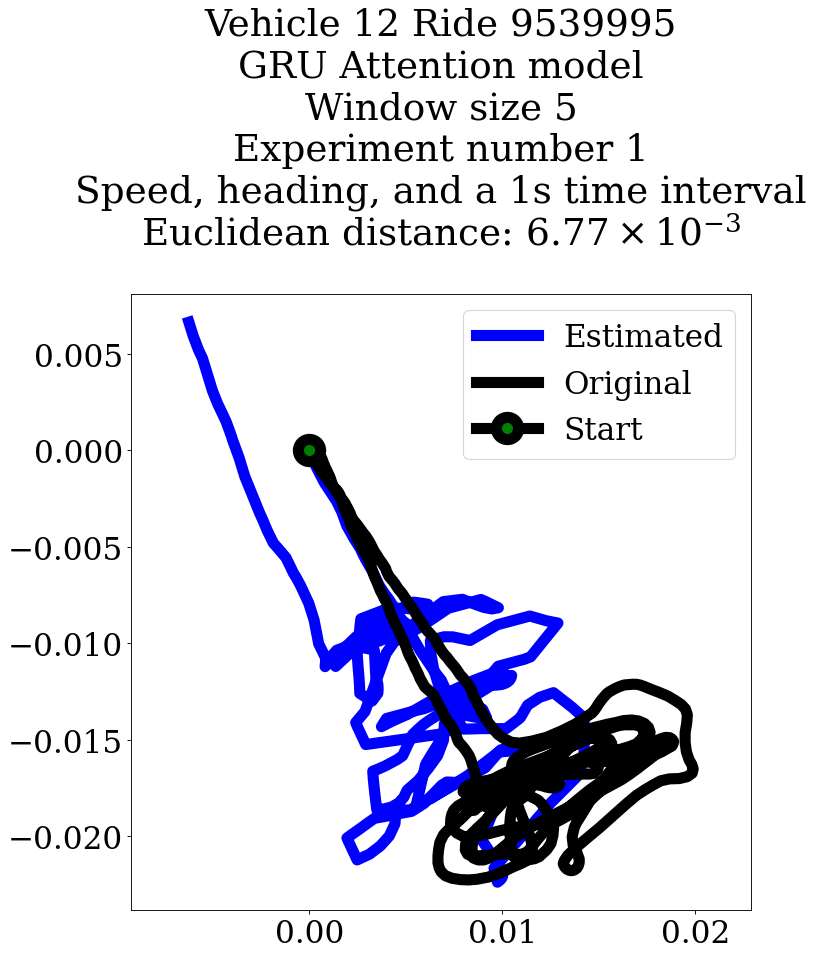 Vehicle 12 Ride 9539995
GRU Attention model
Window size 5
Experiment number 1
Speed, heading, and a 1s time interval
Euclidean distance: 6.77 × 10⁻³
Estimated
Original
Start
0.005
0.000
−0.005
−0.010
−0.015
−0.020
0.00 0.01 0.02